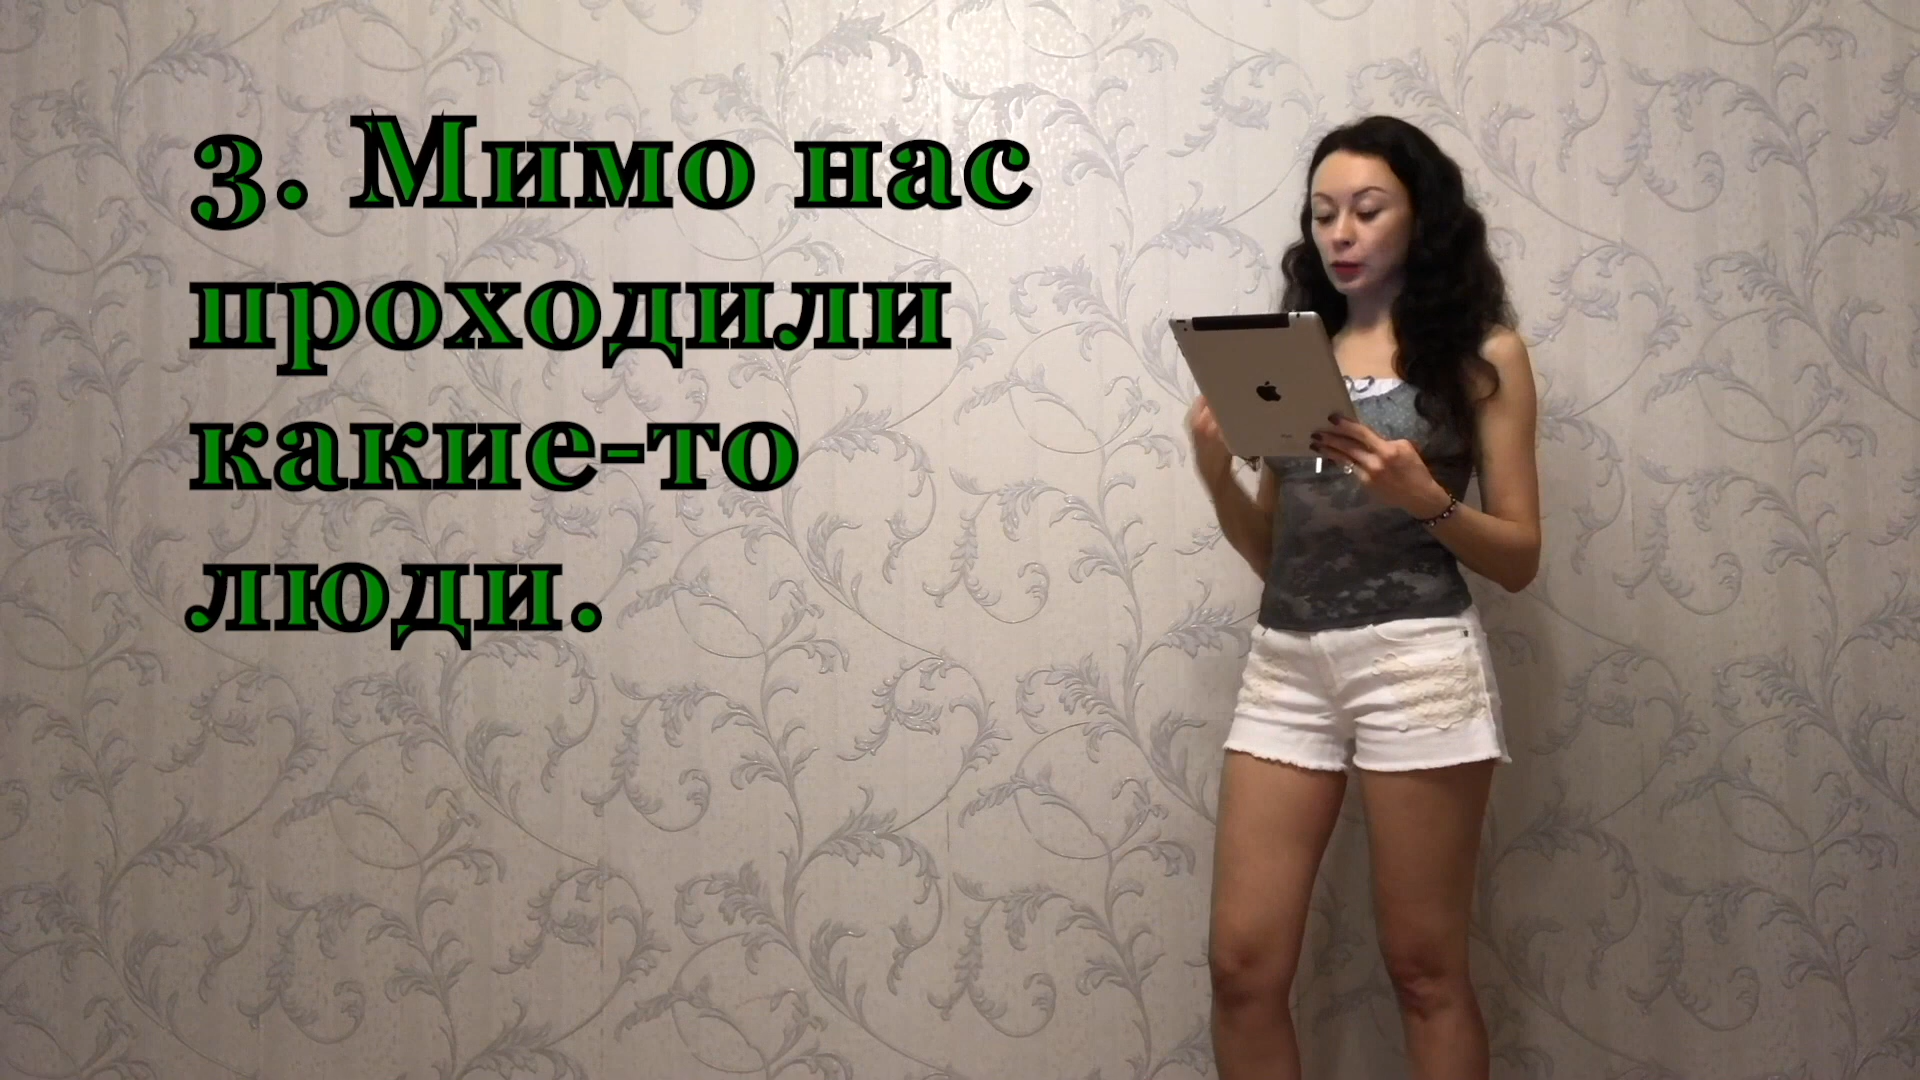 3. Мимо нас
проходили
какие-то
люди.